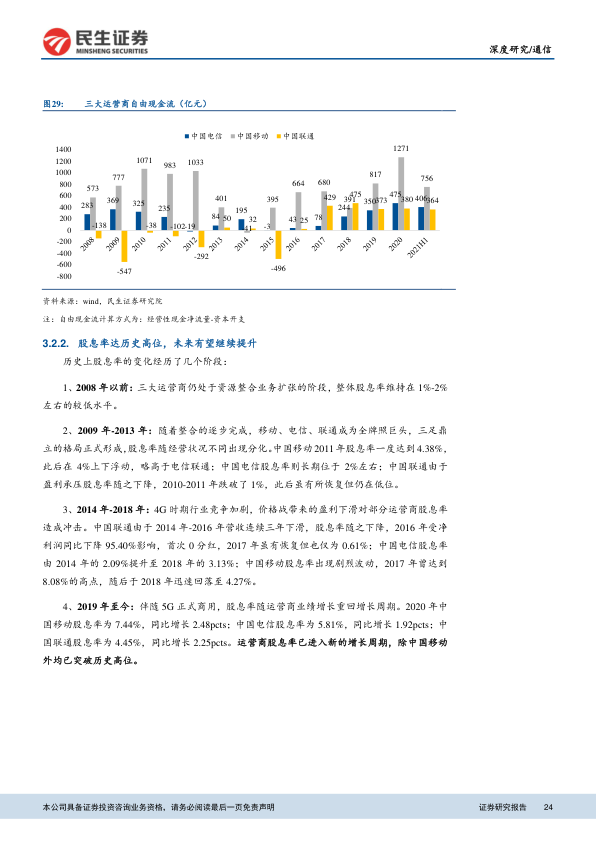 民生证券
MINSHENG SECURITIES
深度研究/通信
图29: 三大运营商自由现金流（亿元）
中国电信 中国移动 中国联通
1400
1200
1000
800
600
400
200
0
-200
-400
-600
-800
283 573 -138
369 777 -547
325 1071 -38
235 983 -102
-19 1033 -292
84 401 50
195 -41 32
-3 395 -496
43 664 25
78 680 429
244 391 475
350 817 373
475 1271 380
406 756 364
2008 2009 2010 2011 2012 2013 2014 2015 2016 2017 2018 2019 2020 2021H1
资料来源：wind，民生证券研究院
注：自由现金流计算方式为：经营性现金净流量-资本开支
3.2.2. 股息率达历史高位，未来有望继续提升
历史上股息率的变化经历了几个阶段：
1、2008 年以前：三大运营商仍处于资源整合业务扩张的阶段，整体股息率维持在 1%-2%
左右的较低水平。
2、2009 年-2013 年：随着整合的逐步完成，移动、电信、联通成为全牌照巨头，三足鼎
立的格局正式形成，股息率随经营状况不同出现分化。中国移动 2011 年股息率一度达到 4.38%，
此后在 4%上下浮动，略高于电信联通；中国电信股息率则长期位于 2%左右；中国联通由于
盈利承压股息率随之下降，2010-2011 年跌破了 1%，此后虽有所恢复但仍在低位。
3、2014 年-2018 年：4G 时期行业竞争加剧，价格战带来的盈利下滑对部分运营商股息率
造成冲击。中国联通由于 2014 年-2016 年营收连续三年下滑，股息率随之下降，2016 年受净
利润同比下降 95.40%影响，首次 0 分红，2017 年虽有恢复但也仅为 0.61%；中国电信股息率
由 2014 年的 2.09%提升至 2018 年的 3.13%；中国移动股息率出现剧烈波动，2017 年曾达到
8.08%的高点，随后于 2018 年迅速回落至 4.27%。
4、2019 年至今：伴随 5G 正式商用，股息率随运营商业绩增长重回增长周期。2020 年中
国移动股息率为 7.44%，同比增长 2.48pcts；中国电信股息率为 5.81%，同比增长 1.92pcts；中
国联通股息率为 4.45%，同比增长 2.25pcts。运营商股息率已进入新的增长周期，除中国移动
外均已突破历史高位。
本公司具备证券投资咨询业务资格，请务必阅读最后一页免责声明 证券研究报告 24